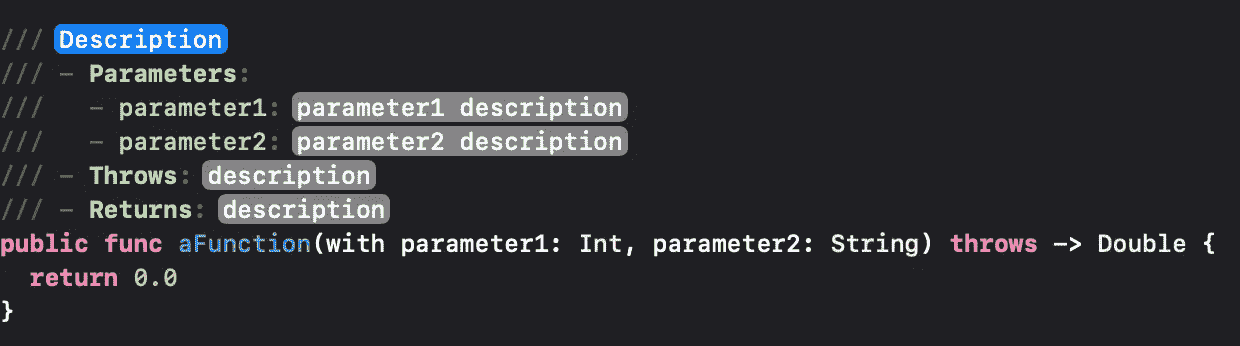 /// Description
/// - Parameters:
///   - parameter1: parameter1 description
///   - parameter2: parameter2 description
/// - Throws: description
/// - Returns: description
public func aFunction(with parameter1: Int, parameter2: String) throws -> Double {
  return 0.0
}